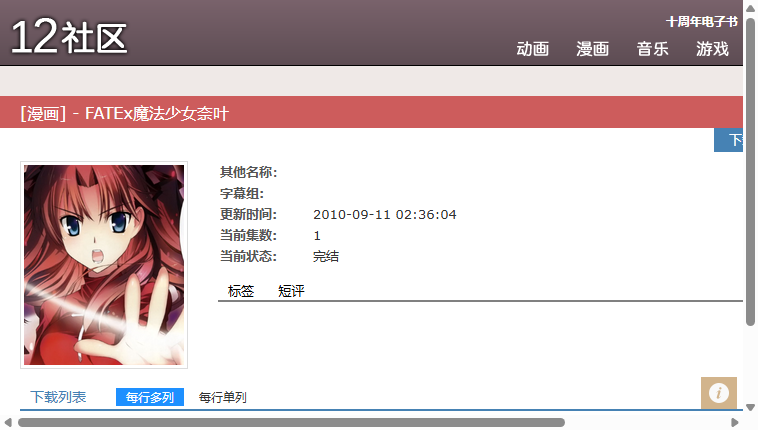 12社区
十周年电子书
动画 漫画 音乐 游戏
[漫画] - FATEx魔法少女奈叶
下
其他名称:
字幕组:
更新时间: 2010-09-11 02:36:04
当前集数: 1
当前状态: 完结
标签 短评
下载列表 每行多列 每行单列
i